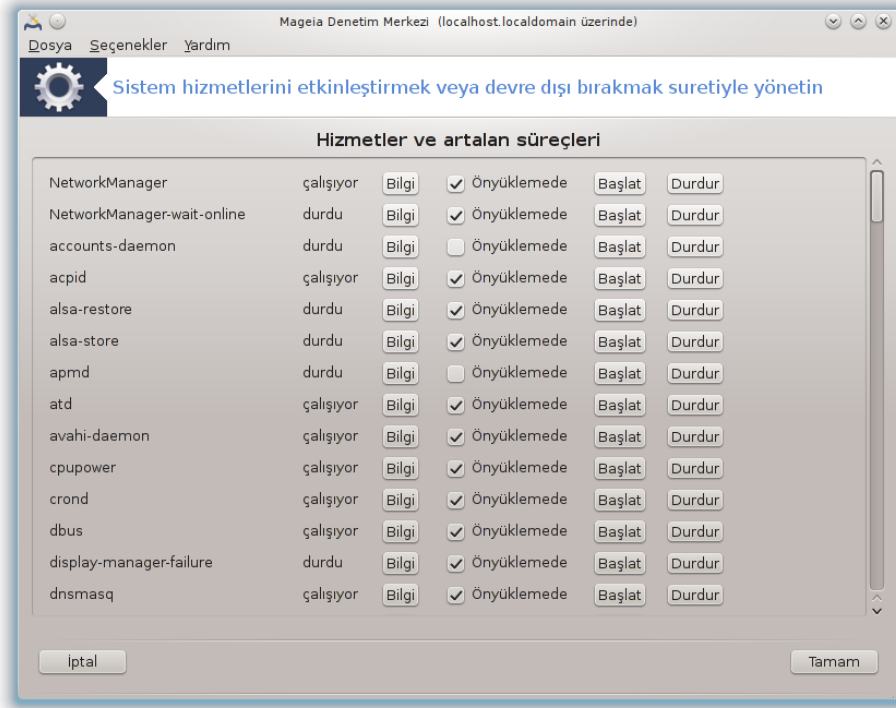 Mageia Denetim Merkezi (localhost.localdomain üzerinde)
Dosya Seçenekler Yardım
Sistem hizmetlerini etkinleştirmek veya devre dışı bırakmak suretiyle yönetin
Hizmetler ve artalan süreçleri
NetworkManager çalışıyor Bilgi Önyüklemede Başlat Durdur
NetworkManager-wait-online durdu Bilgi Önyüklemede Başlat Durdur
accounts-daemon durdu Bilgi Önyüklemede Başlat Durdur
acpid çalışıyor Bilgi Önyüklemede Başlat Durdur
alsa-restore durdu Bilgi Önyüklemede Başlat Durdur
alsa-store durdu Bilgi Önyüklemede Başlat Durdur
apmd durdu Bilgi Önyüklemede Başlat Durdur
atd çalışıyor Bilgi Önyüklemede Başlat Durdur
avahi-daemon çalışıyor Bilgi Önyüklemede Başlat Durdur
cpupower çalışıyor Bilgi Önyüklemede Başlat Durdur
crond çalışıyor Bilgi Önyüklemede Başlat Durdur
dbus çalışıyor Bilgi Önyüklemede Başlat Durdur
display-manager-failure durdu Bilgi Önyüklemede Başlat Durdur
dnsmasq çalışıyor Bilgi Önyüklemede Başlat Durdur
İptal Tamam